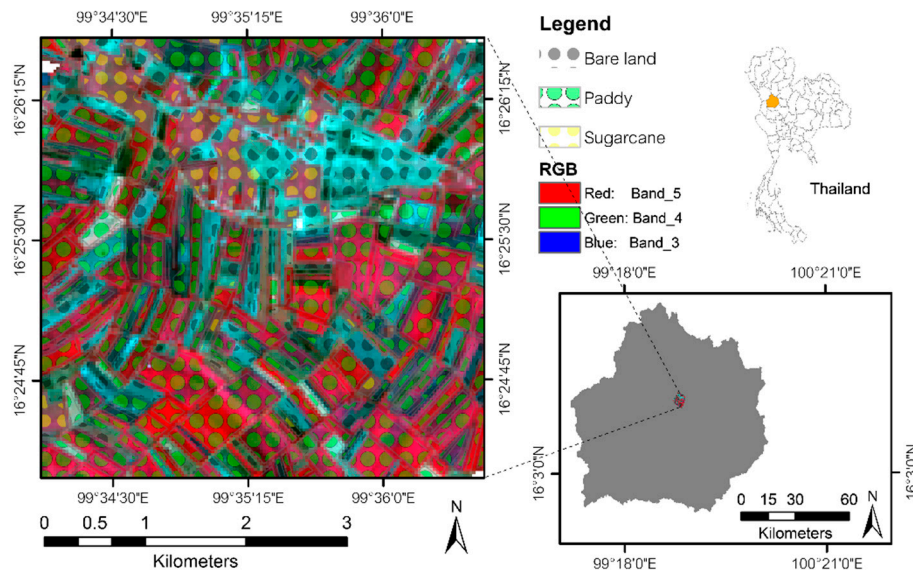 99°34'30"E 99°35'15"E 99°36'0"E
16°26'15"N
16°25'30"N
16°24'45"N
16°26'15"N
16°25'30"N
16°24'45"N
99°34'30"E 99°35'15"E 99°36'0"E
0 0.5 1 2 3
Kilometers
N
Legend
Bare land
Paddy
Sugarcane
RGB
Red: Band_5
Green: Band_4
Blue: Band_3
Thailand
99°18'0"E 100°21'0"E
16°3'0"N
16°3'0"N
0 15 30 60
Kilometers
N
99°18'0"E 100°21'0"E